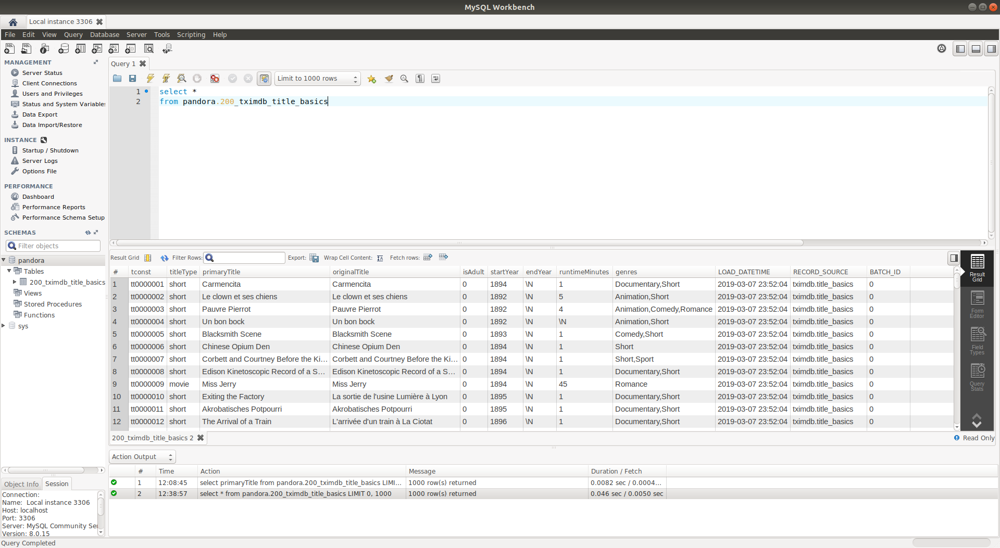 MySQL Workbench
Local instance 3306
File Edit View Query Database Server Tools Scripting Help
MANAGEMENT
Server Status
Client Connections
Users and Privileges
Status and System Variables
Data Export
Data Import/Restore
INSTANCE
Startup / Shutdown
Server Logs
Options File
PERFORMANCE
Dashboard
Performance Reports
Performance Schema Setup
SCHEMAS
Filter objects
pandora
Tables
200_tximdb_title_basics
Views
Stored Procedures
Functions
sys
Object Info Session
Connection:
Name: Local instance 3306
Host: localhost
Port: 3306
Server: MySQL Community Se
Version: 8.0.15
Query 1
Limit to 1000 rows
1 select *
2 from pandora.200_tximdb_title_basics
Result Grid Filter Rows: Export: Wrap Cell Content: Fetch rows:
# tconst titleType primaryTitle originalTitle isAdult startYear endYear runtimeMinutes genres LOAD_DATETIME RECORD_SOURCE BATCH_ID
1 tt0000001 short Carmencita Carmencita 0 1894 \N 1 Documentary,Short 2019-03-07 23:52:04 tximdb.title_basics 0
2 tt0000002 short Le clown et ses chiens Le clown et ses chiens 0 1892 \N 5 Animation,Short 2019-03-07 23:52:04 tximdb.title_basics 0
3 tt0000003 short Pauvre Pierrot Pauvre Pierrot 0 1892 \N 4 Animation,Comedy,Romance 2019-03-07 23:52:04 tximdb.title_basics 0
4 tt0000004 short Un bon bock Un bon bock 0 1892 \N \N Animation,Short 2019-03-07 23:52:04 tximdb.title_basics 0
5 tt0000005 short Blacksmith Scene Blacksmith Scene 0 1893 \N 1 Comedy,Short 2019-03-07 23:52:04 tximdb.title_basics 0
6 tt0000006 short Chinese Opium Den Chinese Opium Den 0 1894 \N 1 Short 2019-03-07 23:52:04 tximdb.title_basics 0
7 tt0000007 short Corbett and Courtney Before the Ki... Corbett and Courtney Before the Ki... 0 1894 \N 1 Short,Sport 2019-03-07 23:52:04 tximdb.title_basics 0
8 tt0000008 short Edison Kinetoscopic Record of a S... Edison Kinetoscopic Record of a S... 0 1894 \N 1 Documentary,Short 2019-03-07 23:52:04 tximdb.title_basics 0
9 tt0000009 movie Miss Jerry Miss Jerry 0 1894 \N 45 Romance 2019-03-07 23:52:04 tximdb.title_basics 0
10 tt0000010 short Exiting the Factory La sortie de l'usine Lumière à Lyon 0 1895 \N 1 Documentary,Short 2019-03-07 23:52:04 tximdb.title_basics 0
11 tt0000011 short Akrobatisches Potpourri Akrobatisches Potpourri 0 1895 \N 1 Documentary,Short 2019-03-07 23:52:04 tximdb.title_basics 0
12 tt0000012 short The Arrival of a Train L'arrivée d'un train à La Ciotat 0 1896 \N 1 Documentary,Short 2019-03-07 23:52:04 tximdb.title_basics 0
Result
Grid
Form
Editor
Field
Types
Query
Stats
200_tximdb_title_basics 2
Read Only
Action Output
# Time Action Message Duration / Fetch
1 12:08:45 select primaryTitle from pandora.200_tximdb_title_basics LIMI... 1000 row(s) returned 0.0082 sec / 0.0004...
2 12:38:57 select * from pandora.200_tximdb_title_basics LIMIT 0, 1000 1000 row(s) returned 0.046 sec / 0.0050 sec
Query Completed